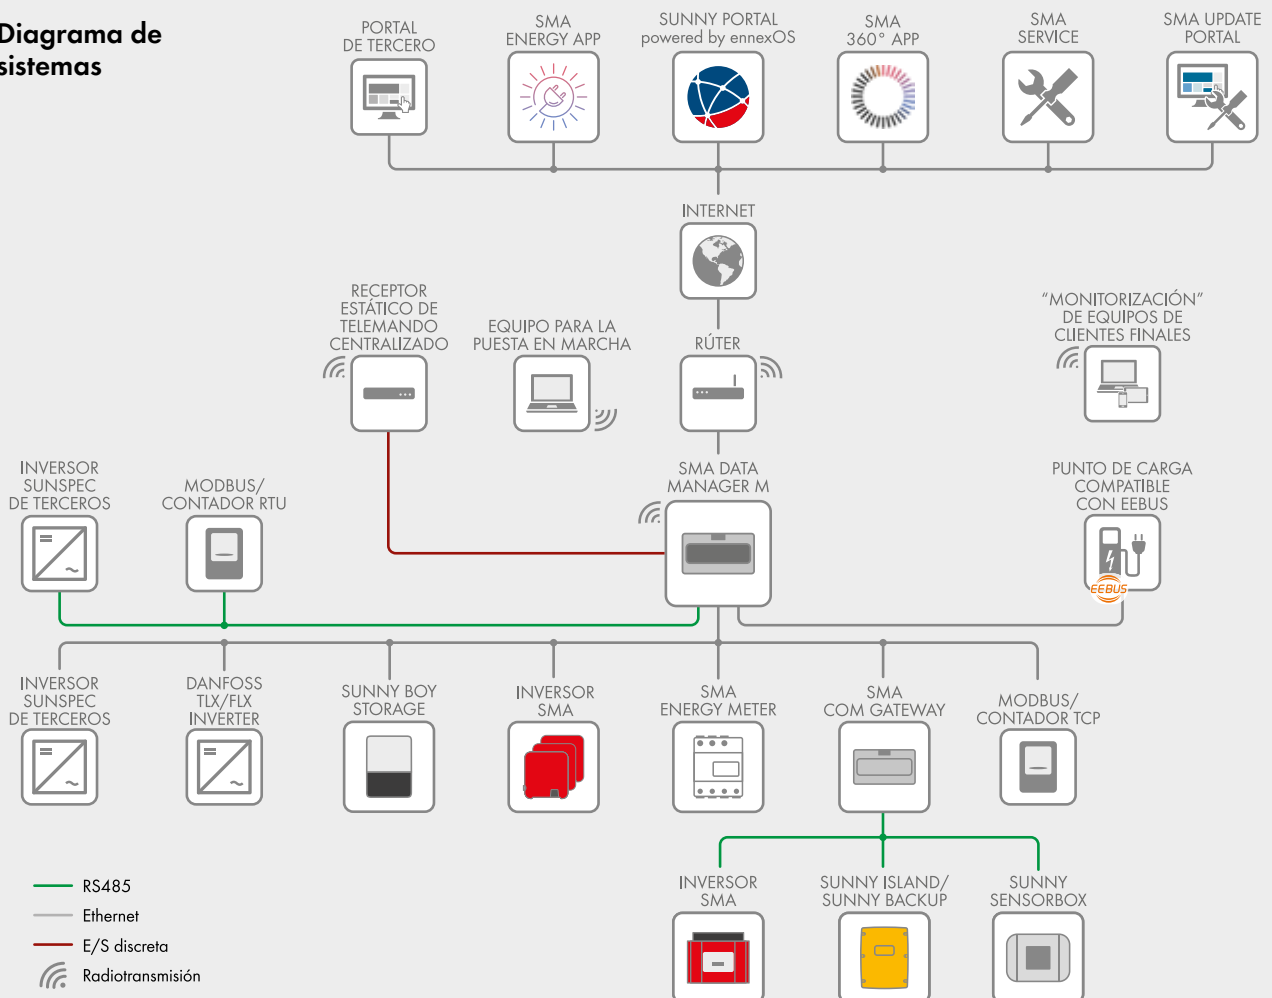 Diagrama de
sistemas
PORTAL
DE TERCERO
SMA
ENERGY APP
SUNNY PORTAL
powered by ennexOS
SMA
360° APP
SMA
SERVICE
SMA UPDATE
PORTAL
INTERNET
RECEPTOR
ESTÁTICO DE
TELEMANDO
CENTRALIZADO
EQUIPO PARA LA
PUESTA EN MARCHA
RÚTER
“MONITORIZACIÓN”
DE EQUIPOS DE
CLIENTES FINALES
INVERSOR
SUNSPEC
DE TERCEROS
MODBUS/
CONTADOR RTU
SMA DATA
MANAGER M
PUNTO DE CARGA
COMPATIBLE
CON EEBUS
EEBUS
INVERSOR
SUNSPEC
DE TERCEROS
DANFOSS
TLX/FLX
INVERTER
SUNNY BOY
STORAGE
INVERSOR
SMA
SMA
ENERGY METER
SMA
COM GATEWAY
MODBUS/
CONTADOR TCP
INVERSOR
SMA
SUNNY ISLAND/
SUNNY BACKUP
SUNNY
SENSORBOX
RS485
Ethernet
E/S discreta
Radiotransmisión